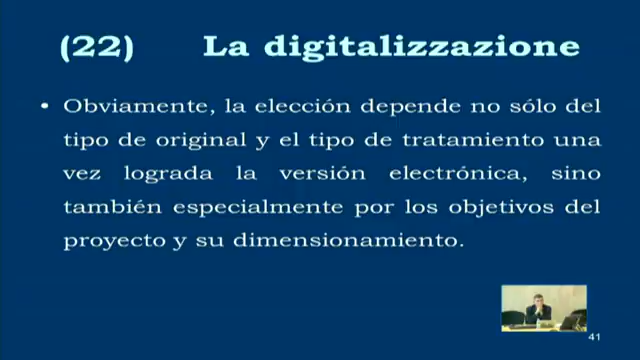 (22) La digitalizzazione
• Obviamente, la elección depende no sólo del
tipo de original y el tipo de tratamiento una
vez lograda la versión electrónica, sino
también especialmente por los objetivos del
proyecto y su dimensionamiento.
41